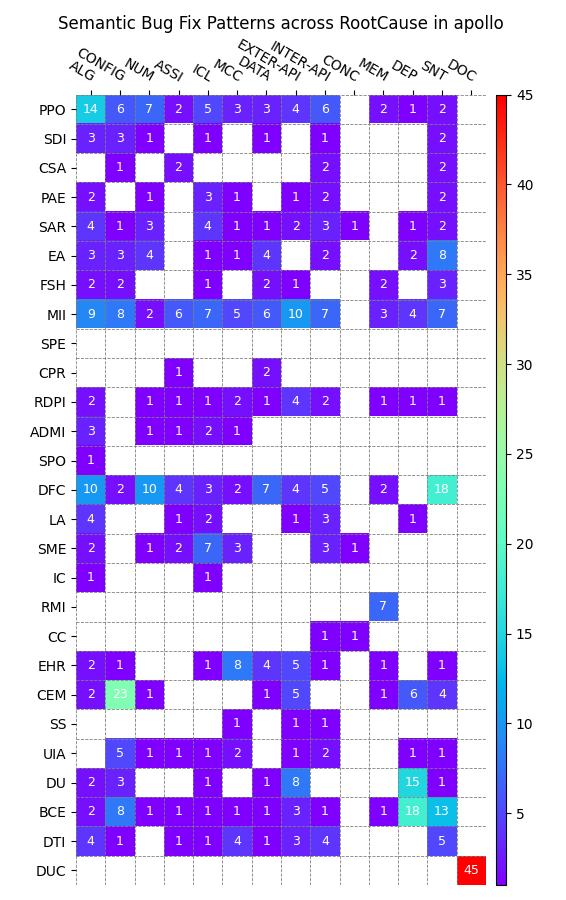 Semantic Bug Fix Patterns across RootCause in apollo
ALG CONFIG NUM ASSI ICL MCC DATA EXTER-API INTER-API CONC MEM DEP SNT DOC
PPO 14 6 7 2 5 3 3 4 6 2 1 2
SDI 3 3 1 1 1 1 2
CSA 1 2 2 2
PAE 2 1 3 1 1 2 2
SAR 4 1 3 4 1 1 2 3 1 1 2
EA 3 3 4 1 1 4 2 2 8
FSH 2 2 1 2 1 2 3
MII 9 8 2 6 7 5 6 10 7 3 4 7
SPE
CPR 1 2
RDPI 2 1 1 1 2 1 4 2 1 1 1
ADMI 3 1 1 2 1
SPO 1
DFC 10 2 10 4 3 2 7 4 5 2 18
LA 4 1 2 1 3 1
SME 2 1 2 7 3 3 1
IC 1 1
RMI 7
CC 1 1
EHR 2 1 1 8 4 5 1 1 1
CEM 2 23 1 1 5 1 6 4
SS 1 1 1
UIA 5 1 1 1 2 1 2 1 1
DU 2 3 1 1 8 15 1
BCE 2 8 1 1 1 1 1 3 1 1 18 13
DTI 4 1 1 1 4 1 3 4 5
DUC 45
45
40
35
30
25
20
15
10
5